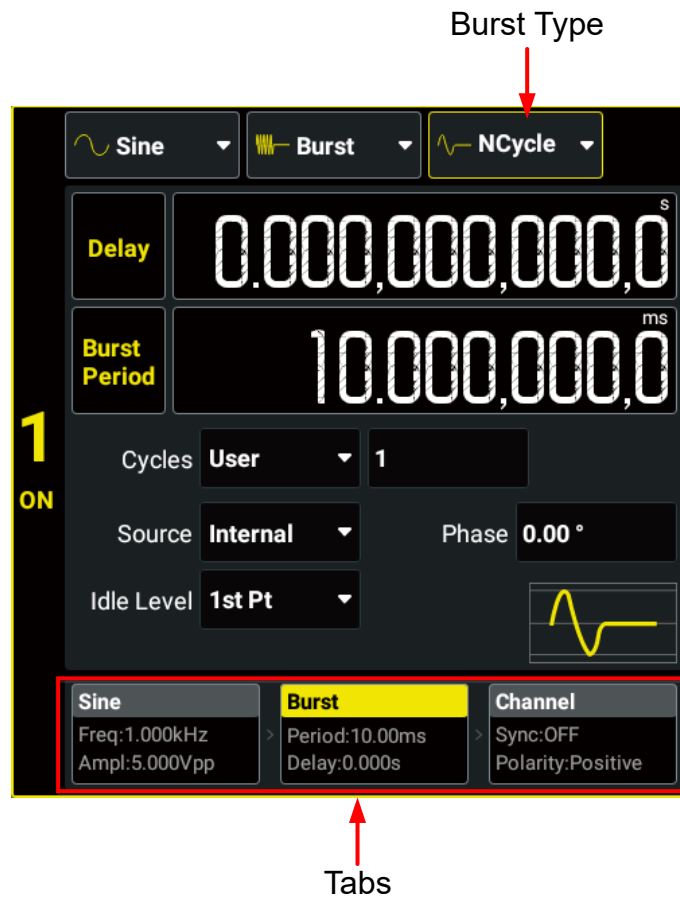 Burst Type
Sine
Burst
NCycle
Delay
0.000,000,000,0
s
Burst
Period
10.000,000,0
ms
1
ON
Cycles
User
1
Source
Internal
Phase
0.00 °
Idle Level
1st Pt
Sine
Freq:1.000kHz
Ampl:5.000Vpp
>
Burst
Period:10.00ms
Delay:0.000s
>
Channel
Sync:OFF
Polarity:Positive
Tabs